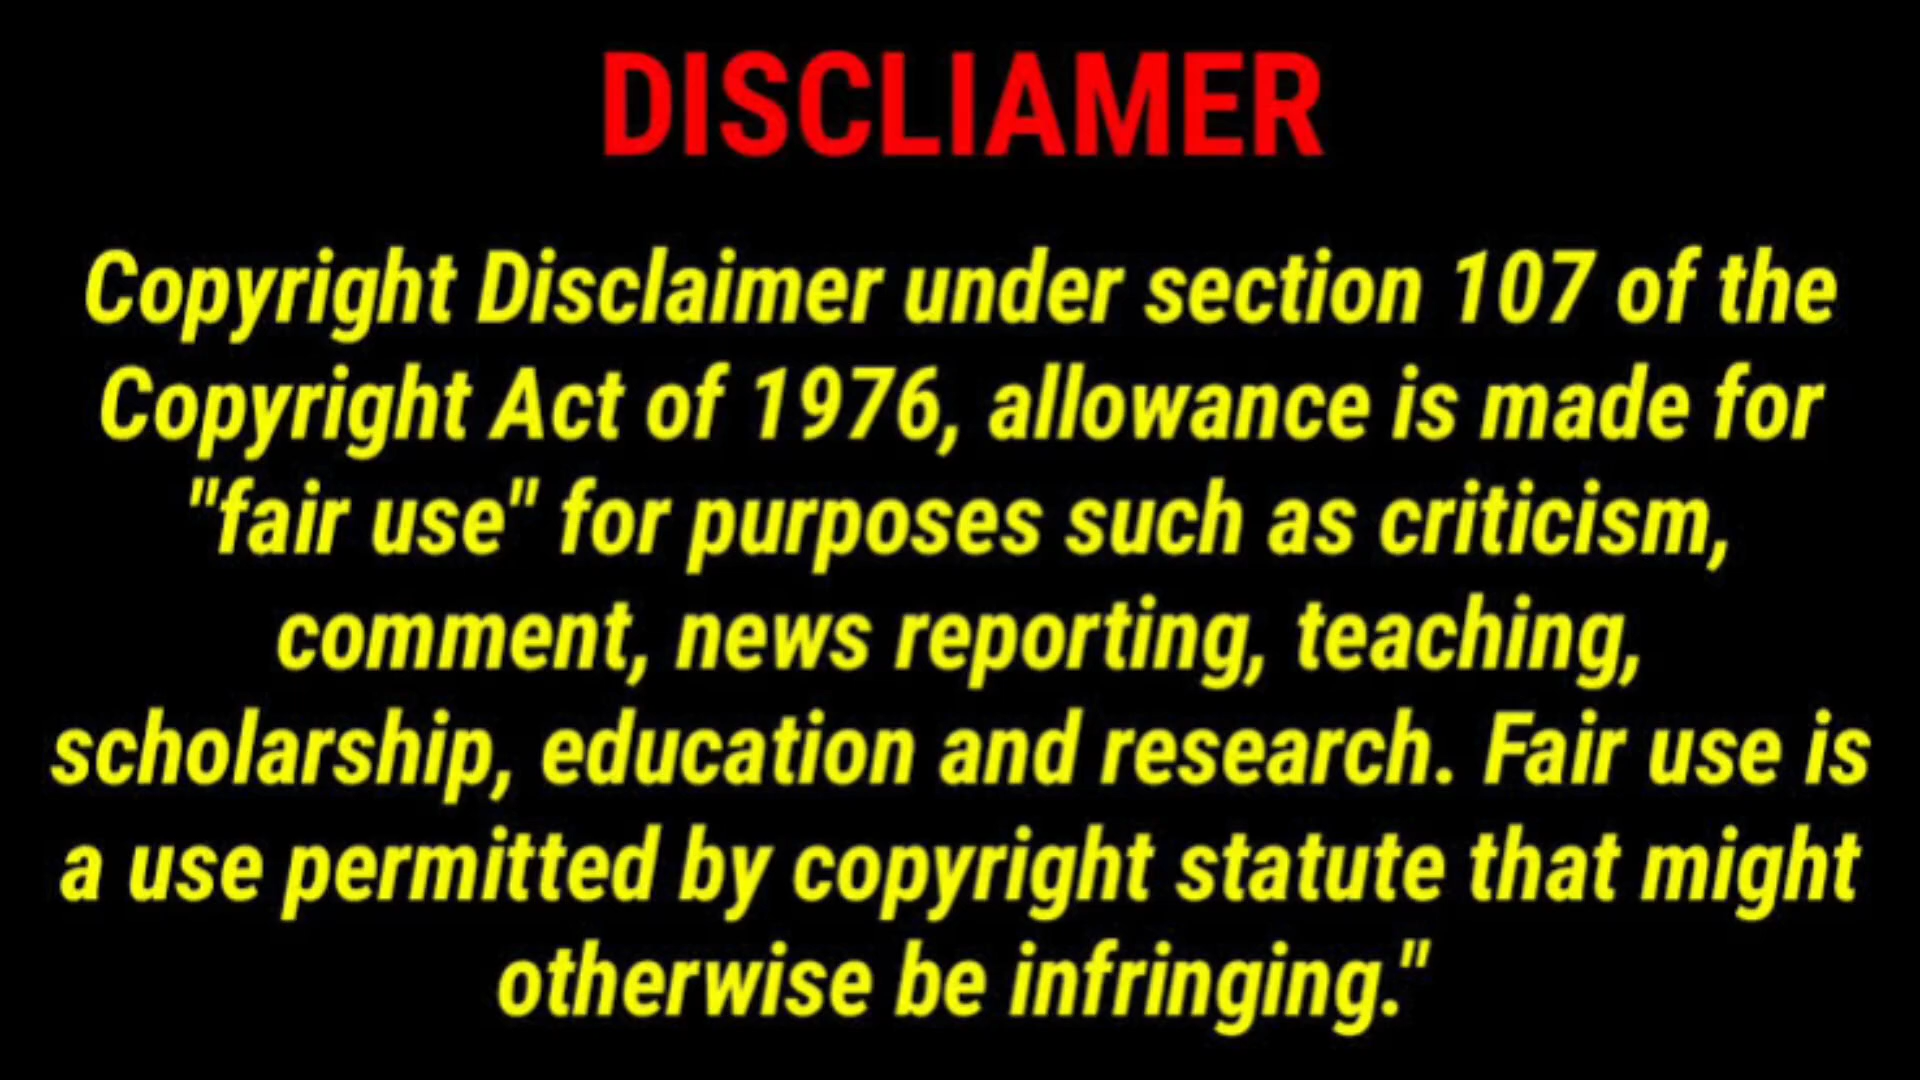 DISCLIAMER
Copyright Disclaimer under section 107 of the
Copyright Act of 1976, allowance is made for
"fair use" for purposes such as criticism,
comment, news reporting, teaching,
scholarship, education and research. Fair use is
a use permitted by copyright statute that might
otherwise be infringing."